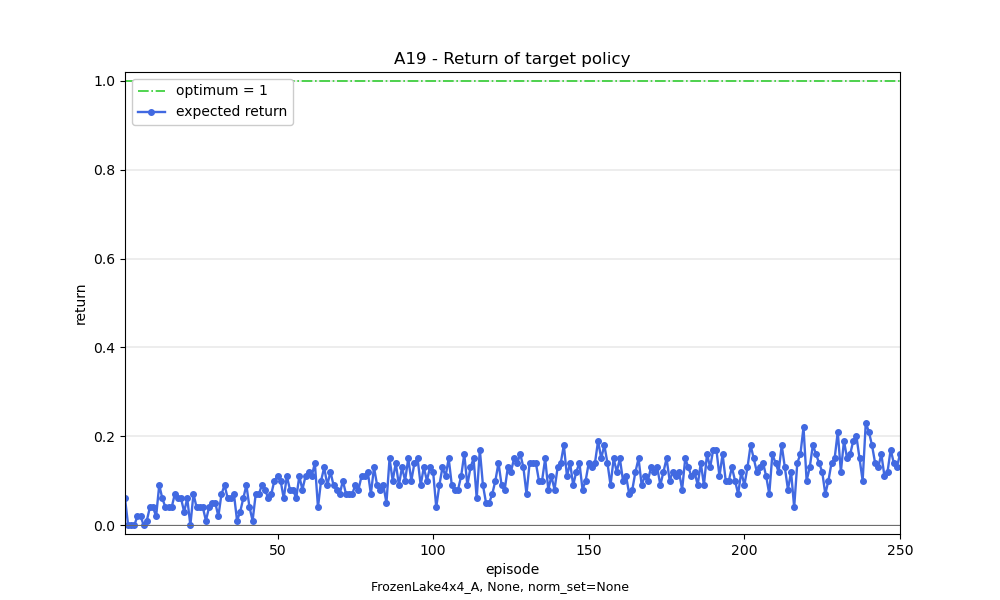 A19 - Return of target policy
optimum = 1
expected return
1.0
0.8
0.6
0.4
0.2
0.0
return
50
100
150
200
250
episode
FrozenLake4x4_A, None, norm_set=None